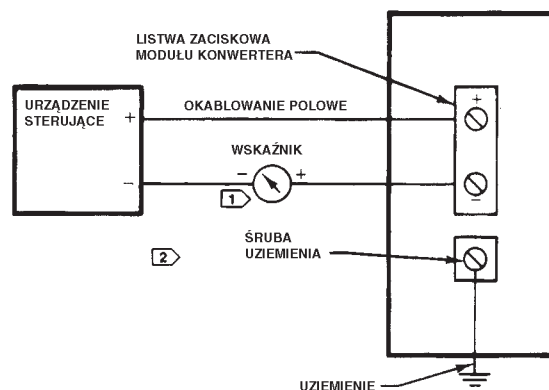 LISTWA ZACISKOWA
MODUŁU KONWERTERA
URZĄDZENIE
STERUJĄCE
+
OKABLOWANIE POLOWE
+
WSKAŹNIK
−
− +
1
−
ŚRUBA
UZIEMIENIA
2
UZIEMIENIE